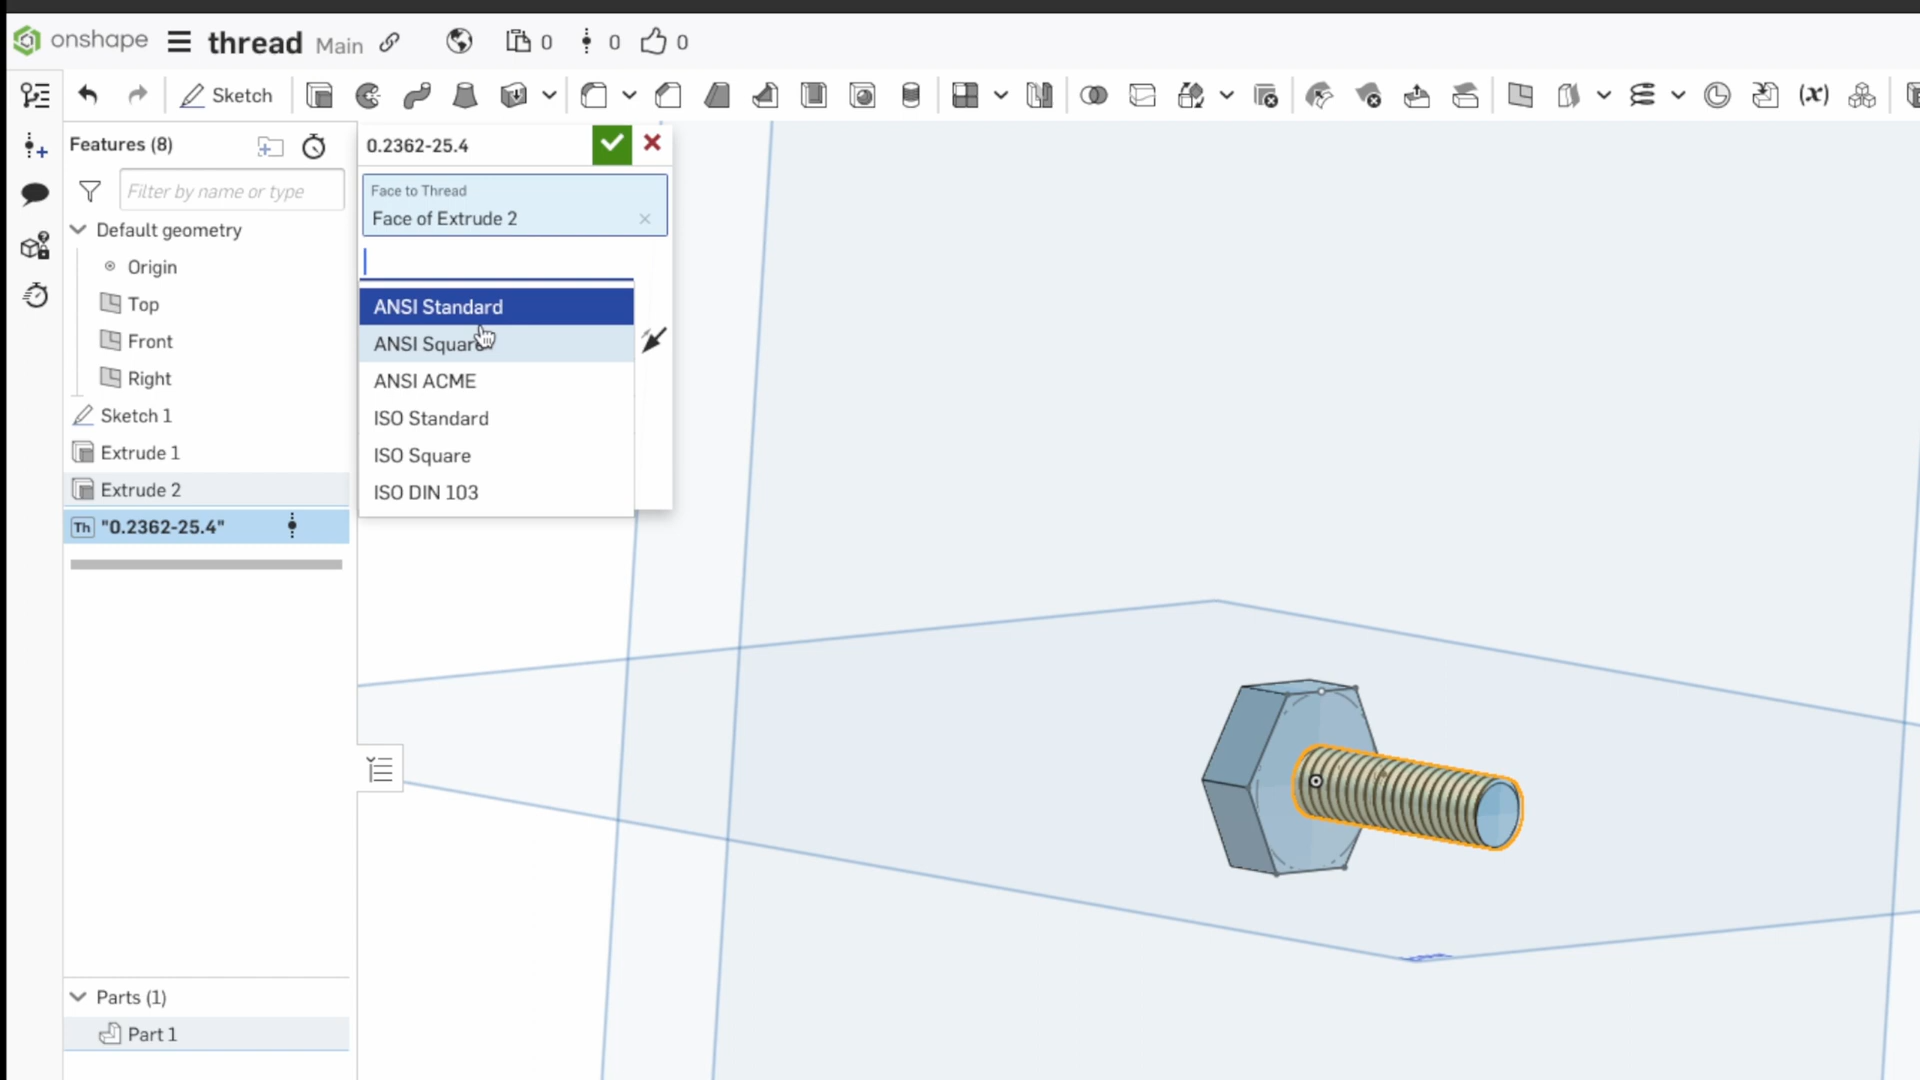 onshape thread Main 0 0 0
Sketch (x)
Features (8)
Filter by name or type
Default geometry
Origin
Top
Front
Right
Sketch 1
Extrude 1
Extrude 2
Th "0.2362-25.4"
0.2362-25.4
Face to Thread
Face of Extrude 2
ANSI Standard
ANSI Square
ANSI ACME
ISO Standard
ISO Square
ISO DIN 103
Parts (1)
Part 1